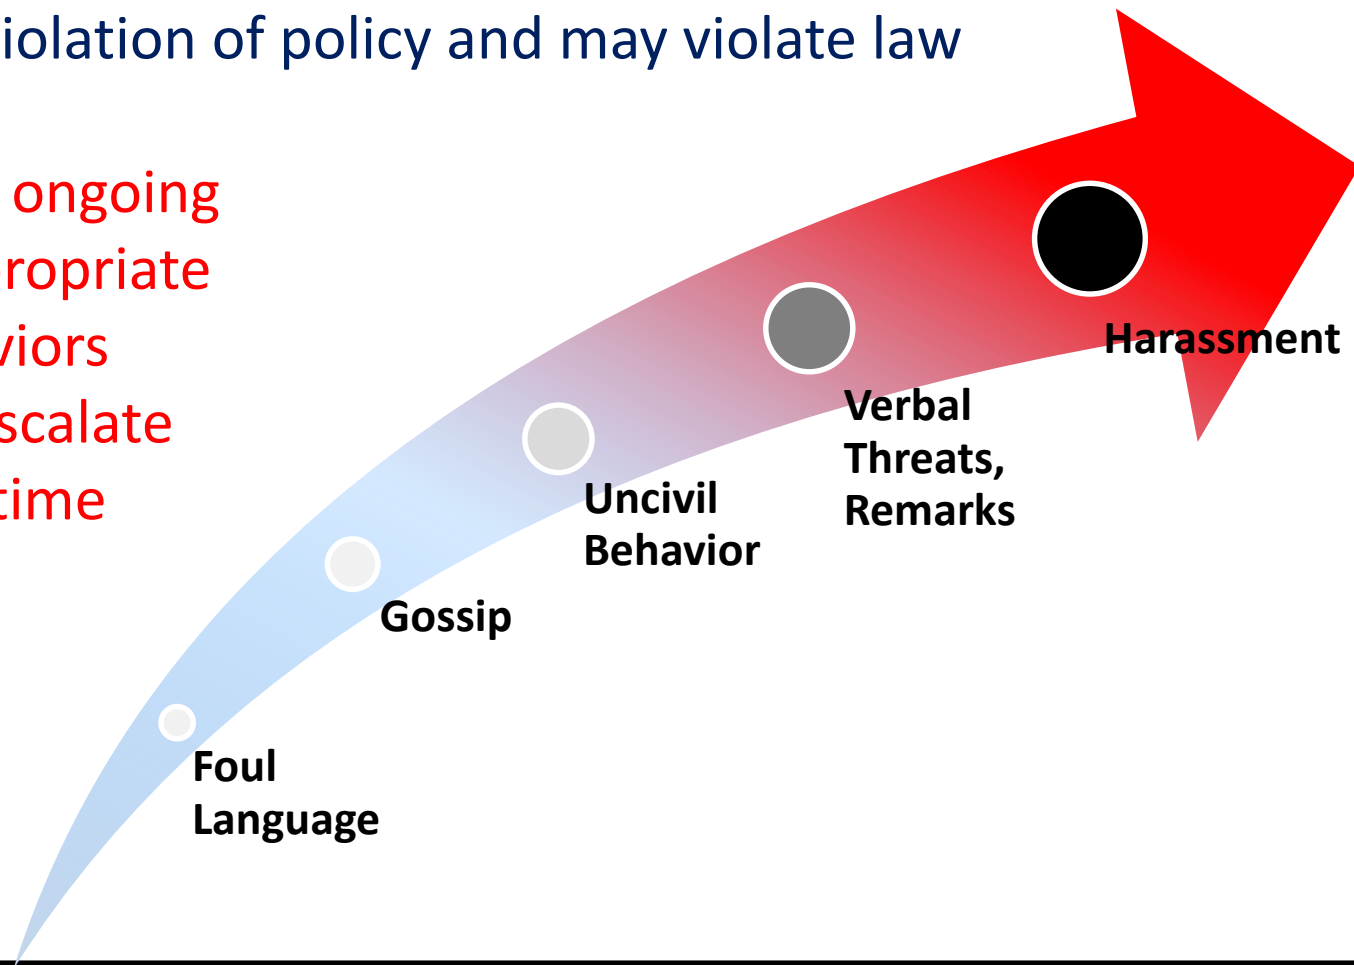 iolation of policy and may violate law
ongoing
ropriate
viors
scalate
time
Harassment
Verbal
Threats,
Remarks
Uncivil
Behavior
Gossip
Foul
Language